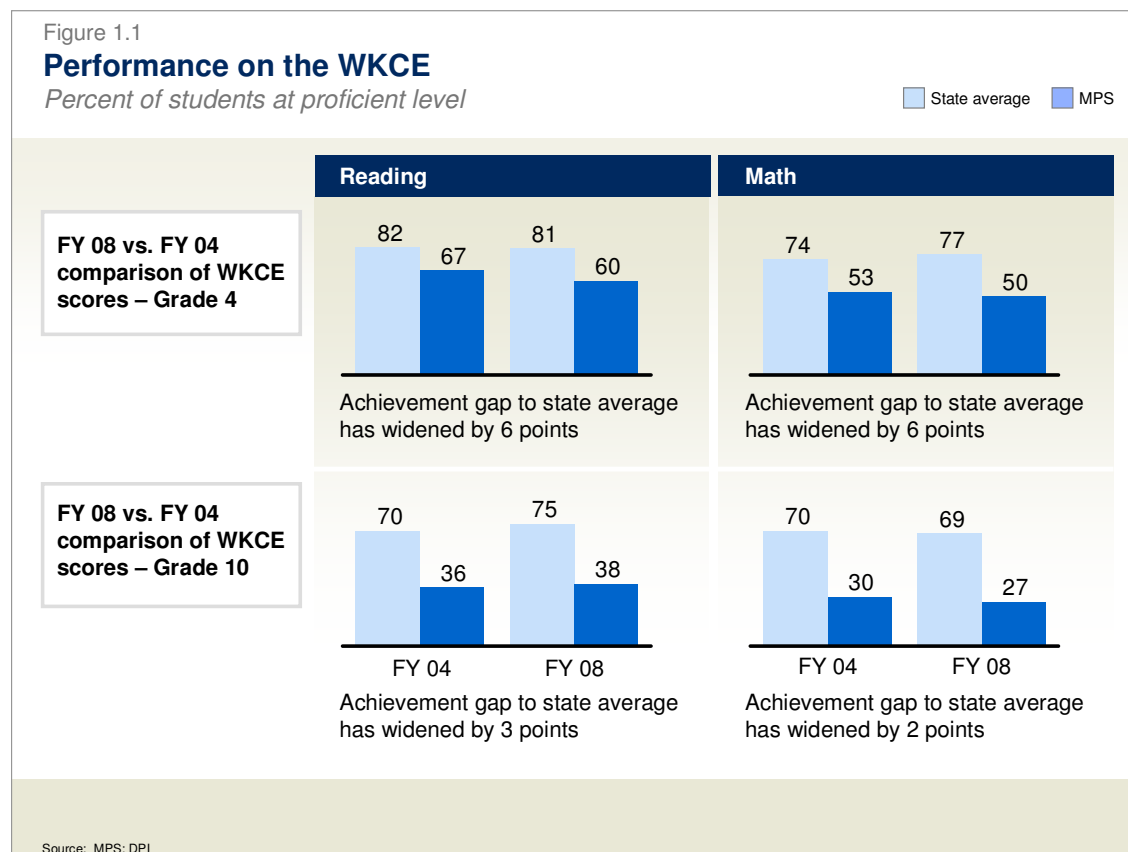 Figure 1.1
Performance on the WKCE
Percent of students at proficient level
State average MPS
Reading Math
FY 08 vs. FY 04
comparison of WKCE
scores – Grade 4
82 67 81 60
74 53 77 50
Achievement gap to state average
has widened by 6 points
Achievement gap to state average
has widened by 6 points
FY 08 vs. FY 04
comparison of WKCE
scores – Grade 10
70 36 75 38
70 30 69 27
FY 04 FY 08
FY 04 FY 08
Achievement gap to state average
has widened by 3 points
Achievement gap to state average
has widened by 2 points
Source: MPS; DPI